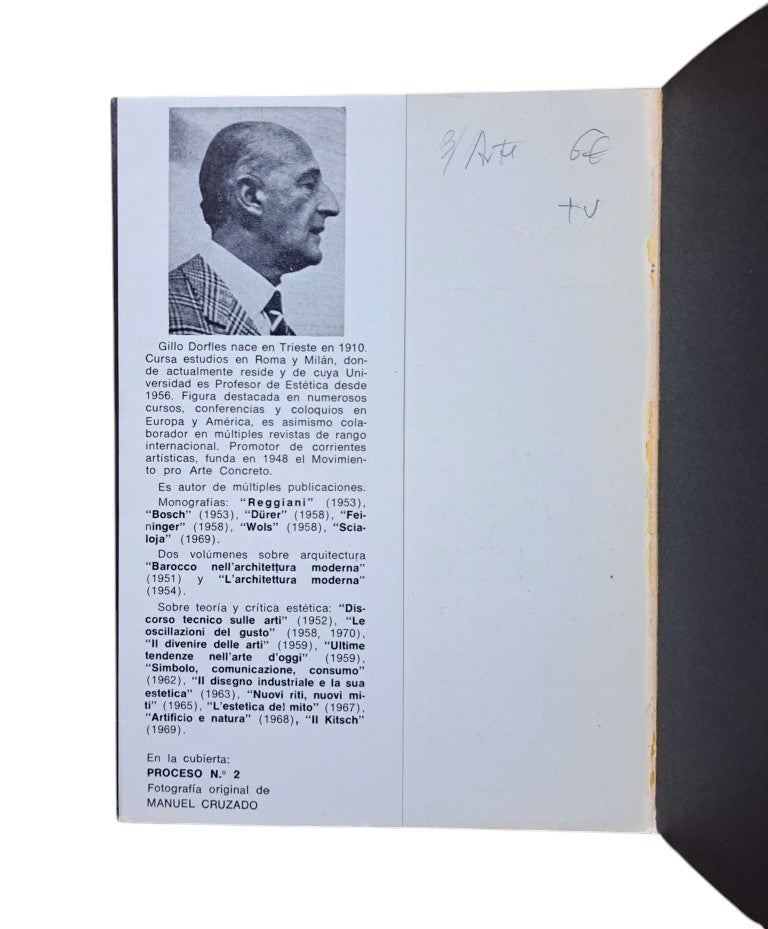 Gillo Dorfles nace en Trieste en 1910.
Cursa estudios en Roma y Milán, don-
de actualmente reside y de cuya Uni-
versidad es Profesor de Estética desde
1956. Figura destacada en numerosos
cursos, conferencias y coloquios en
Europa y América, es asimismo cola-
borador en múltiples revistas de rango
internacional. Promotor de corrientes
artísticas, funda en 1948 el Movimien-
to pro Arte Concreto.
Es autor de múltiples publicaciones.
Monografías: "Reggiani" (1953),
"Bosch" (1953), "Dürer" (1958), "Fei-
ninger" (1958), "Wols" (1958), "Scia-
loja" (1969).
Dos volúmenes sobre arquitectura
"Barocco nell'architettura moderna"
(1951) y "L'architettura moderna"
(1954).
Sobre teoría y crítica estética: "Dis-
corso tecnico sulle arti" (1952), "Le
oscillazioni del gusto" (1958, 1970),
"Il divenire delle arti" (1959), "Ultime
tendenze nell'arte d'oggi" (1959),
"Simbolo, comunicazione, consumo"
(1962), "Il disegno industriale e la sua
estetica" (1963), "Nuovi riti, nuovi mi-
ti" (1965), "L'estetica del mito" (1967),
"Artificio e natura" (1968), "Il Kitsch"
(1969).
En la cubierta:
PROCESO N.º 2
Fotografía original de
MANUEL CRUZADO
Arte 6€